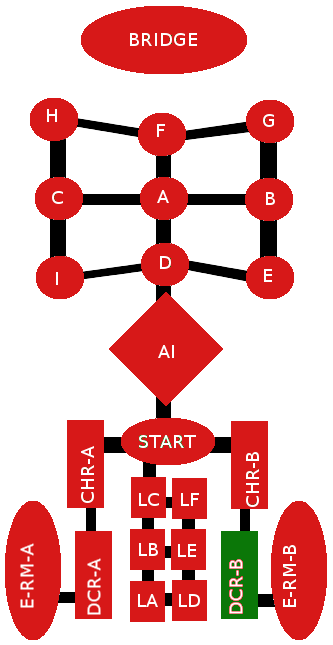 BRIDGE
H
F
G
C
A
B
I
D
E
AI
START
CHR-A
CHR-B
LC
LF
LB
LE
LA
LD
E-RM-A
DCR-A
DCR-B
E-RM-B